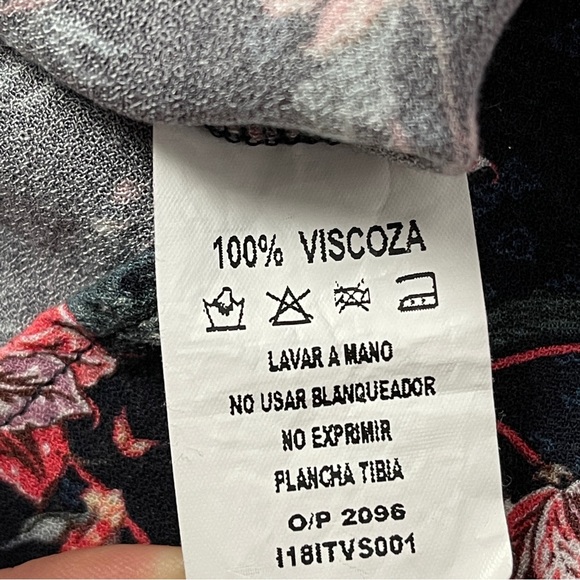 100% VISCOZA
LAVAR A MANO
NO USAR BLANQUEADOR
NO EXPRIMIR
PLANCHA TIBIA
O/P 2096
I18ITVS001